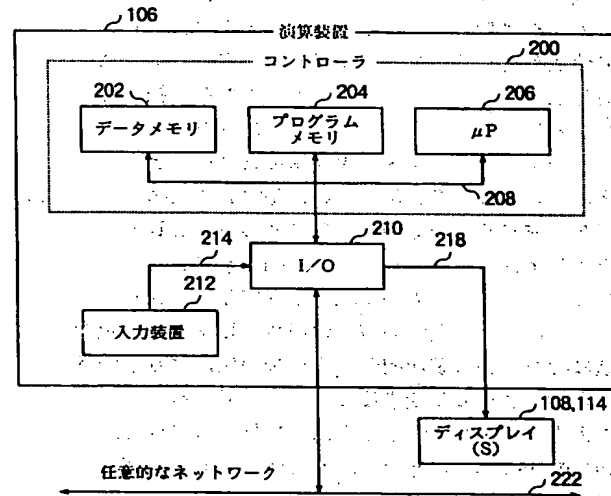 106
演算装置
200
コントローラ
202
データメモリ
204
プログラム
メモリ
206
μP
208
210
I/O
214
212
入力装置
218
108,114
ディスプレイ
(S)
任意的なネットワーク
222